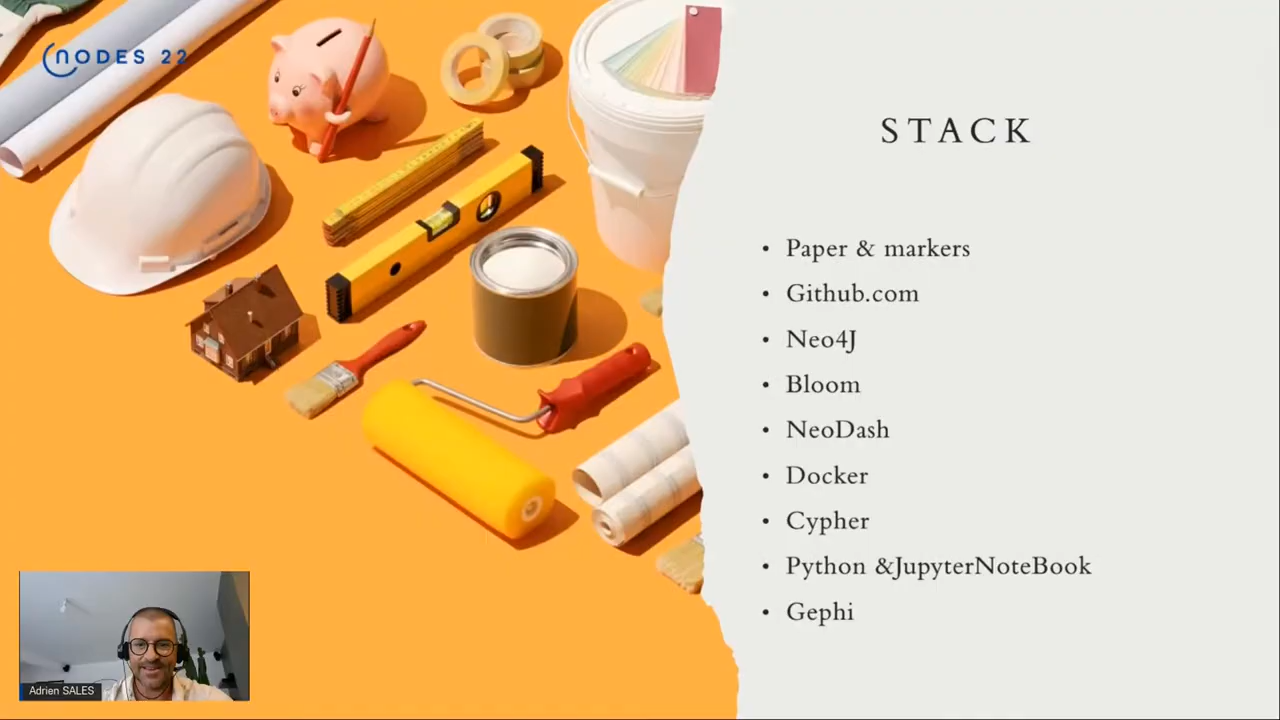 NODES 22
STACK
• Paper & markers
• Github.com
• Neo4J
• Bloom
• NeoDash
• Docker
• Cypher
• Python &JupyterNoteBook
• Gephi
Adrien SALES